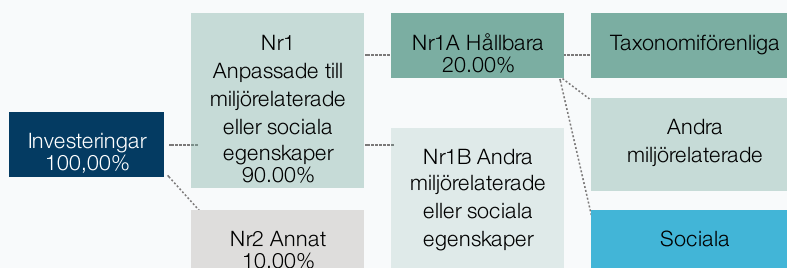 Investeringar
100,00%
Nr1
Anpassade till
miljörelaterade
eller sociala
egenskaper
90.00%
Nr2 Annat
10.00%
Nr1A Hållbara
20.00%
Nr1B Andra
miljörelaterade
eller sociala
egenskaper
Taxonomiförenliga
Andra
miljörelaterade
Sociala